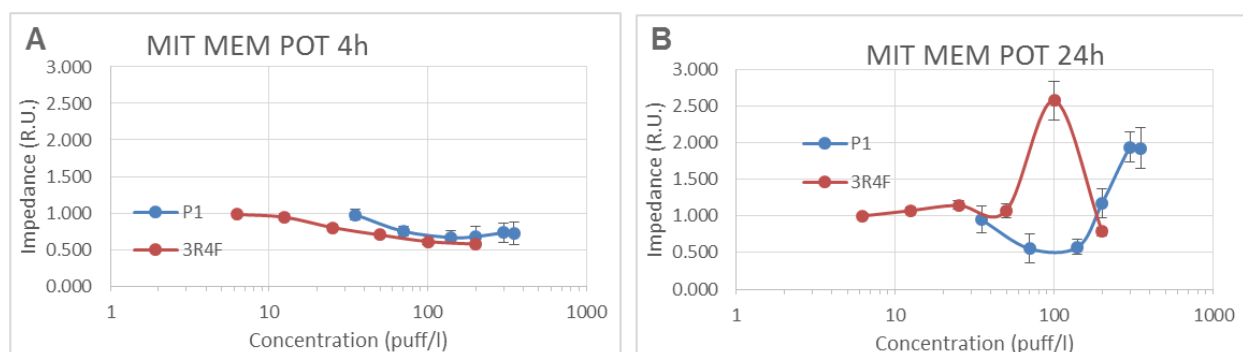 A
MIT MEM POT 4h
3.000
2.500
2.000
1.500
1.000
0.500
0.000
Impedance (R.U.)
P1
3R4F
1
10
100
1000
Concentration (puff/l)
B
MIT MEM POT 24h
3.000
2.500
2.000
1.500
1.000
0.500
0.000
Impedance (R.U.)
P1
3R4F
1
10
100
1000
Concentration (puff/l)